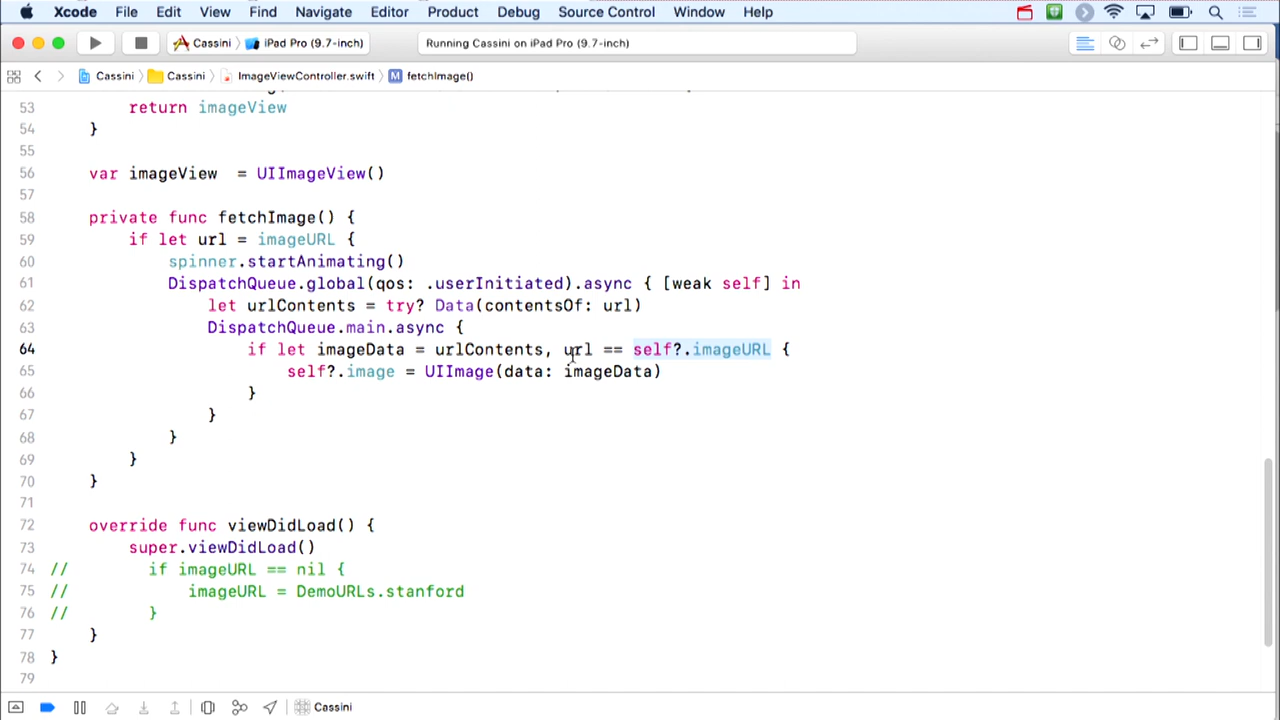 Xcode File Edit View Find Navigate Editor Product Debug Source Control Window Help
Cassini iPad Pro (9.7-inch) Running Cassini on iPad Pro (9.7-inch)
Cassini Cassini ImageViewController.swift M fetchImage()
53 return imageView
54 }
55
56 var imageView = UIImageView()
57
58 private func fetchImage() {
59 if let url = imageURL {
60 spinner.startAnimating()
61 DispatchQueue.global(qos: .userInitiated).async { [weak self] in
62 let urlContents = try? Data(contentsOf: url)
63 DispatchQueue.main.async {
64 if let imageData = urlContents, url == self?.imageURL {
65 self?.image = UIImage(data: imageData)
66 }
67 }
68 }
69 }
70 }
71
72 override func viewDidLoad() {
73 super.viewDidLoad()
74 // if imageURL == nil {
75 // imageURL = DemoURLs.stanford
76 // }
77 }
78 }
79
Cassini